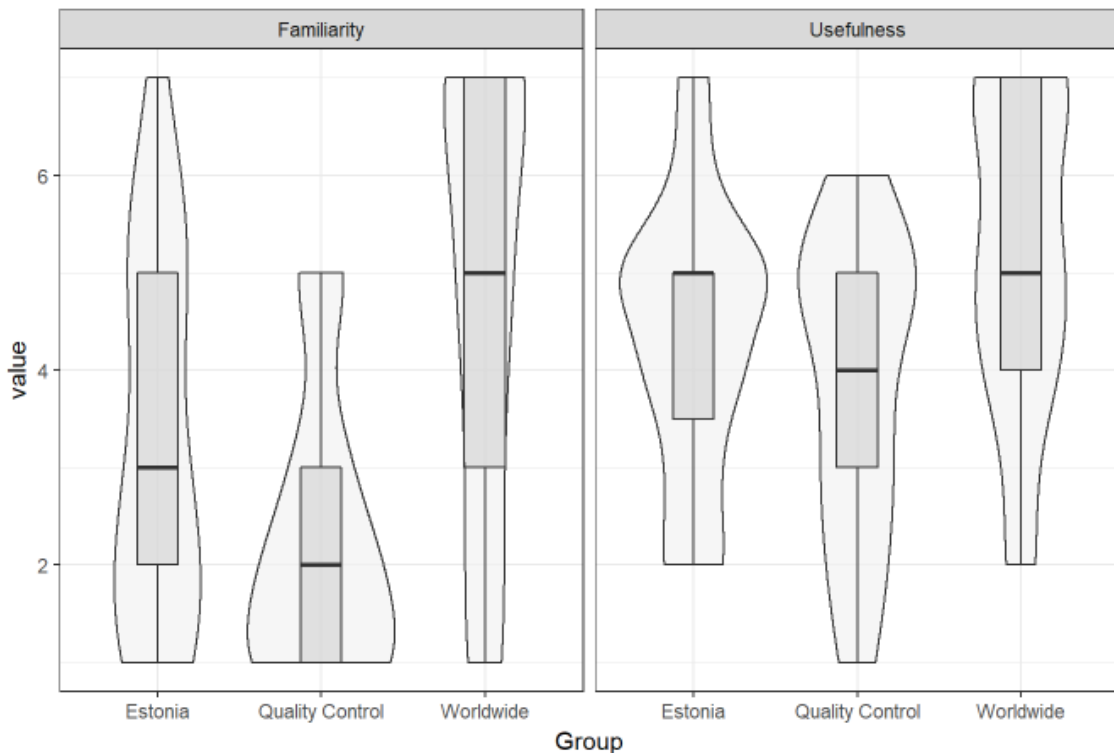 Familiarity
Usefulness
value
6
4
2
Estonia
Quality Control
Worldwide
Estonia
Quality Control
Worldwide
Group